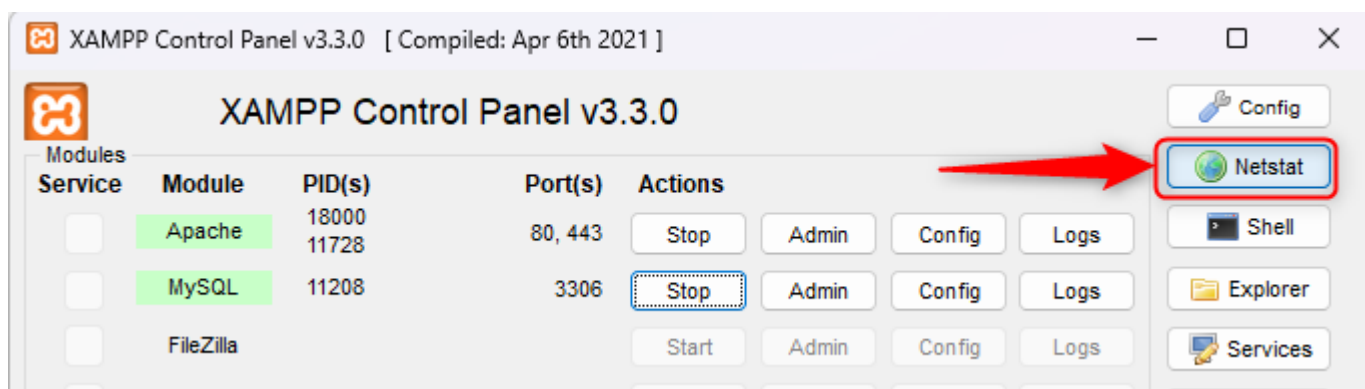 XAMPP Control Panel v3.3.0 [ Compiled: Apr 6th 2021 ]
XAMPP Control Panel v3.3.0
Config
Modules
Netstat
Service Module PID(s) Port(s) Actions
Apache 18000 11728 80, 443 Stop Admin Config Logs
Shell
MySQL 11208 3306 Stop Admin Config Logs
Explorer
FileZilla Start Admin Config Logs
Services